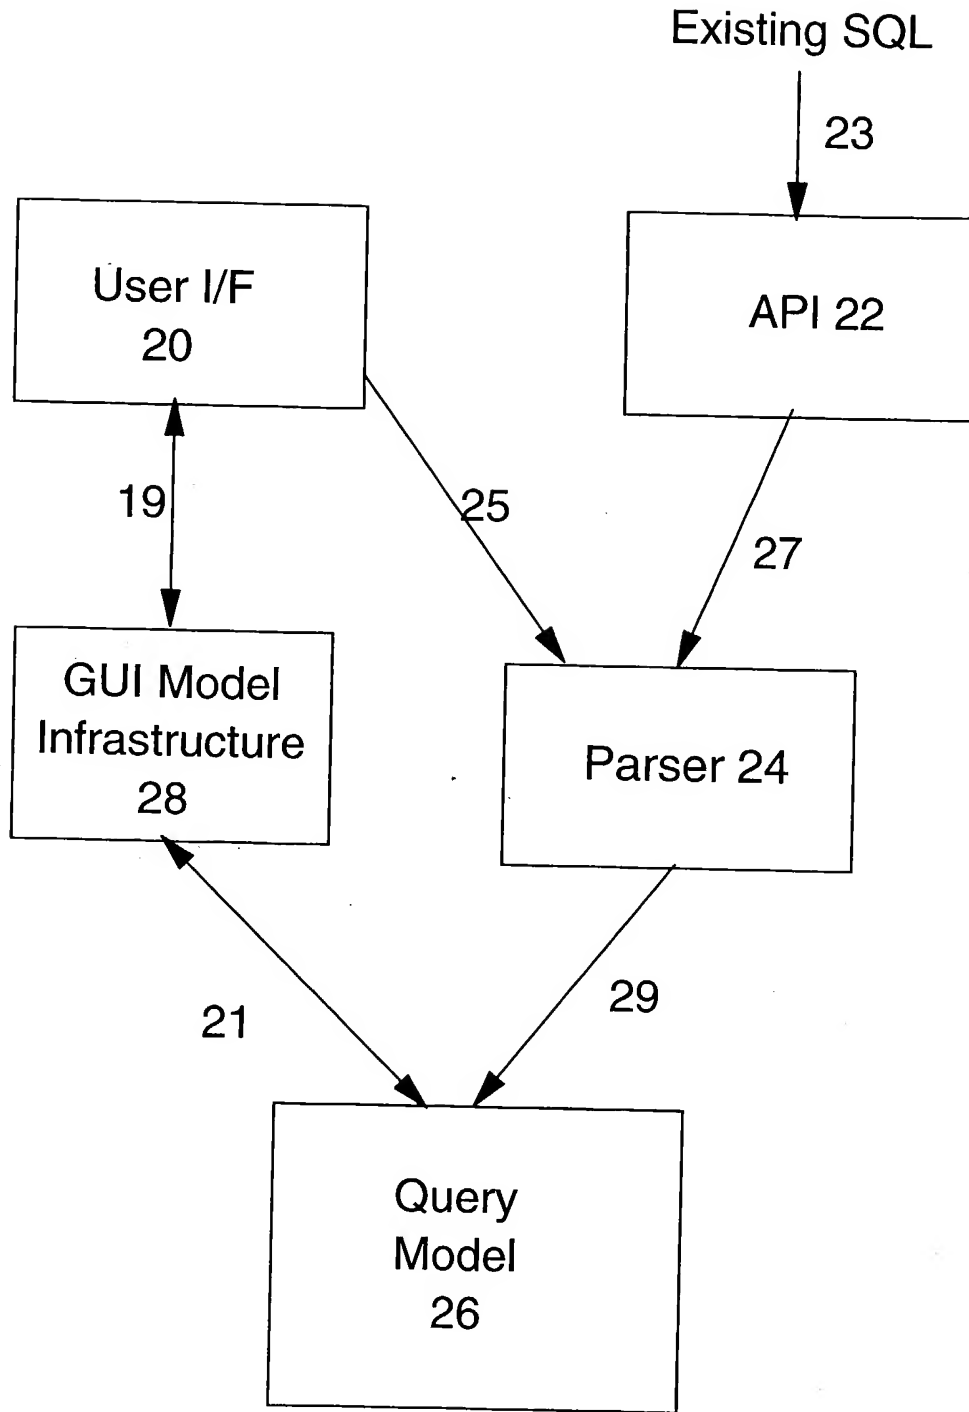 Existing SQL
23
User I/F
20
API 22
19
25
27
GUI Model
Infrastructure
28
Parser 24
21
29
Query
Model
26